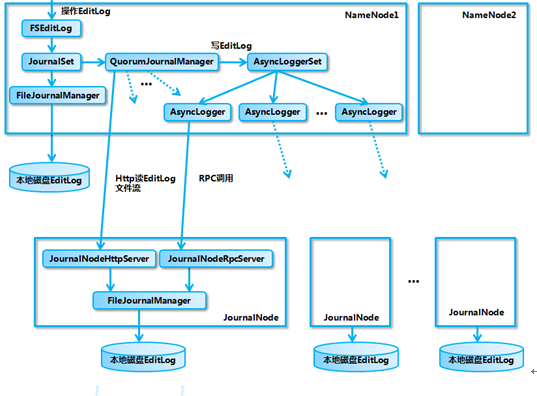 操作EditLog
NameNode1
NameNode2
FSEditLog
写EditLog
JournalSet
QuorumJournalManager
AsyncLoggerSet
...
FileJournalManager
AsyncLogger
AsyncLogger
...
AsyncLogger
本地磁盘EditLog
Http读EditLog
文件流
RPC调用
JournalNodeHttpServer
JournalNodeRpcServer
...
FileJournalManager
JournalNode
JournalNode
JournalNode
本地磁盘EditLog
本地磁盘EditLog
本地磁盘EditLog